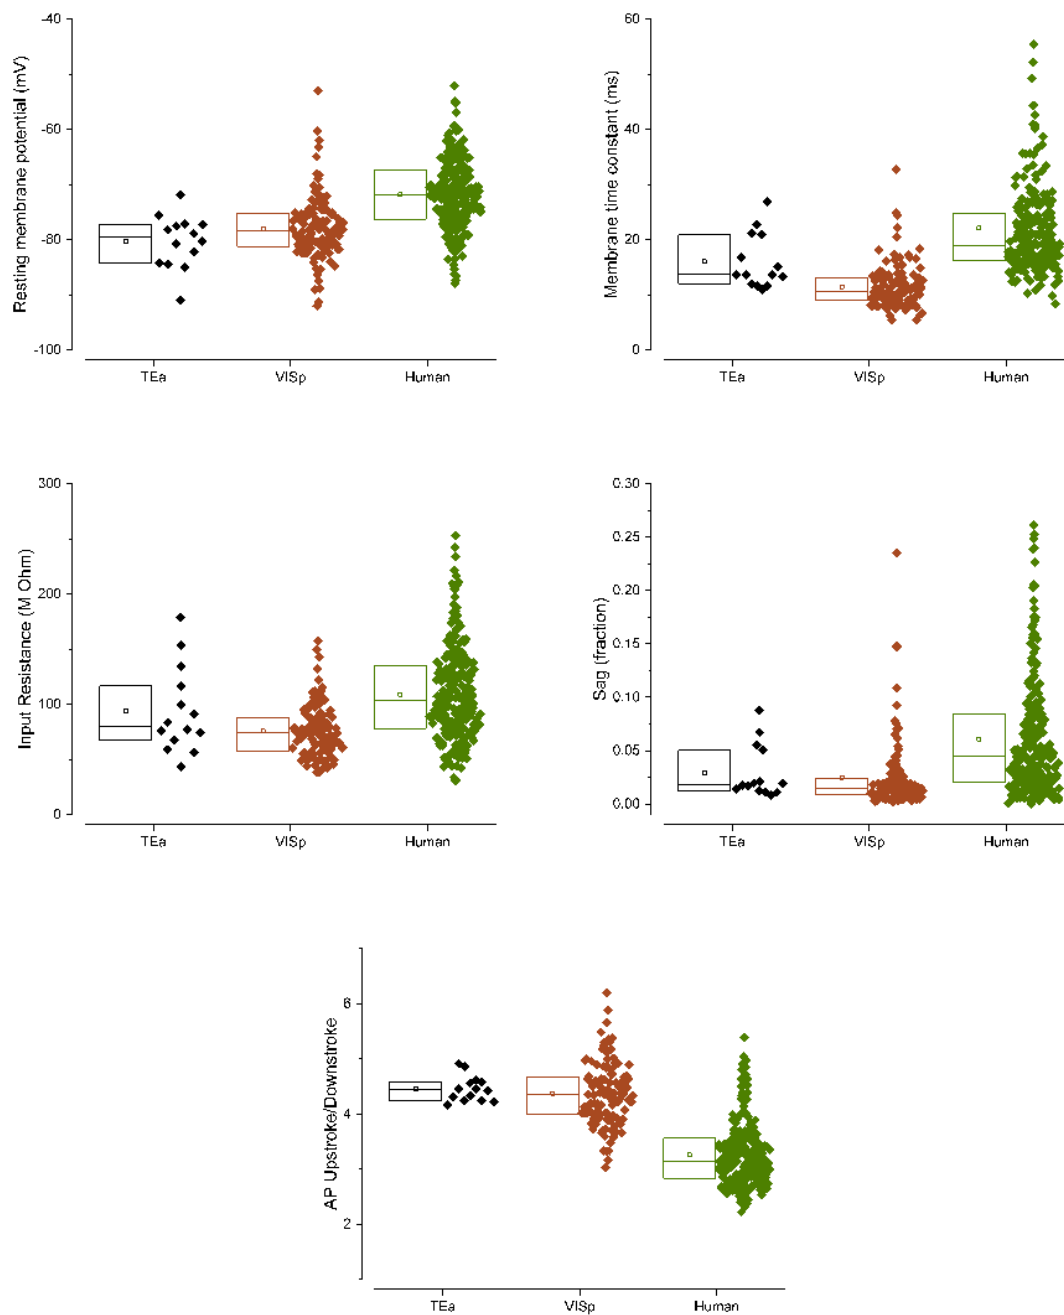 Resting membrane potential (mV)
-40
-60
-80
-100
TEa VISp Human
Membrane time constant (ms)
60
40
20
0
TEa VISp Human
Input Resistance (M Ohm)
300
200
100
0
TEa VISp Human
Sag (fraction)
0.30
0.25
0.20
0.15
0.10
0.05
0.00
TEa VISp Human
AP Upstroke/Downstroke
6
4
2
TEa VISp Human